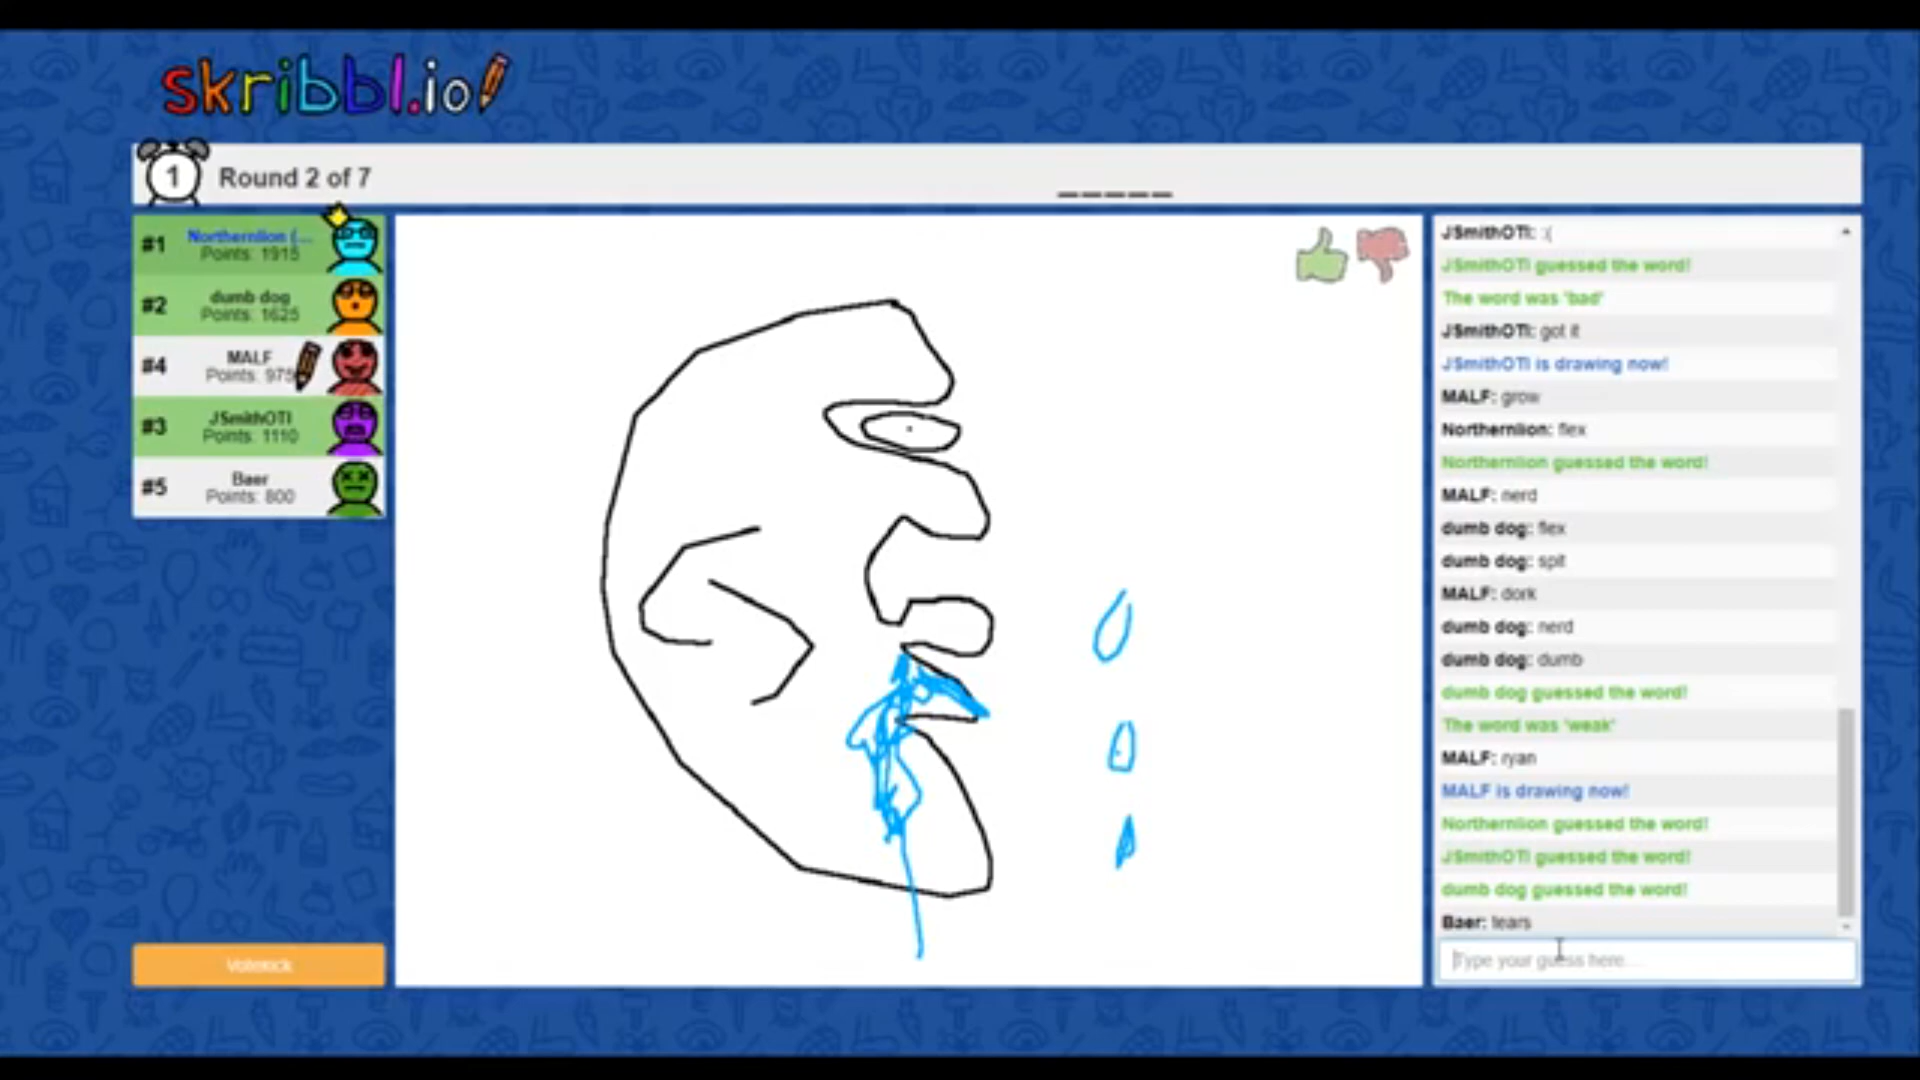 skribbl.io
1
Round 2 of 7
_ _ _ _ _
#1
Northernlion (...
Points: 1915
#2
dumb dog
Points: 1625
#4
MALF
Points: 975
#3
JSmithOTI
Points: 1110
#5
Baer
Points: 800
Votekick
JSmithOTI: :(
JSmithOTI guessed the word!
The word was 'bad'
JSmithOTI: got it
JSmithOTI is drawing now!
MALF: grow
Northernlion: flex
Northernlion guessed the word!
MALF: nerd
dumb dog: flex
dumb dog: spit
MALF: dork
dumb dog: nerd
dumb dog: dumb
dumb dog guessed the word!
The word was 'weak'
MALF: ryan
MALF is drawing now!
Northernlion guessed the word!
JSmithOTI guessed the word!
dumb dog guessed the word!
Baer: tears
Type your guess here...